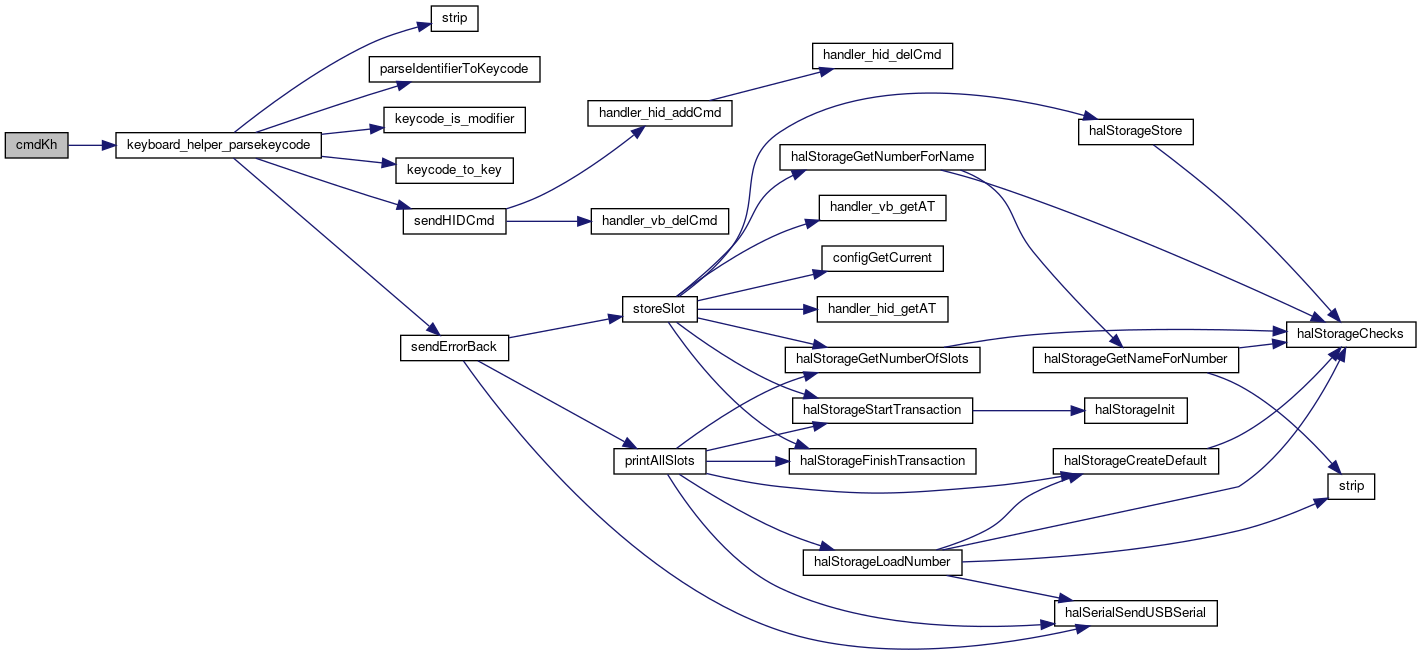 strip
parseIdentifierToKeycode
keycode_is_modifier
cmdKh
keyboard_helper_parsekeycode
keycode_to_key
sendHIDCmd
sendErrorBack
handler_hid_delCmd
handler_hid_addCmd
handler_vb_delCmd
storeSlot
printAllSlots
halStorageStore
halStorageGetNumberForName
handler_vb_getAT
configGetCurrent
handler_hid_getAT
halStorageGetNumberOfSlots
halStorageStartTransaction
halStorageFinishTransaction
halStorageLoadNumber
halStorageChecks
halStorageGetNameForNumber
halStorageInit
halStorageCreateDefault
strip
halSerialSendUSBSerial